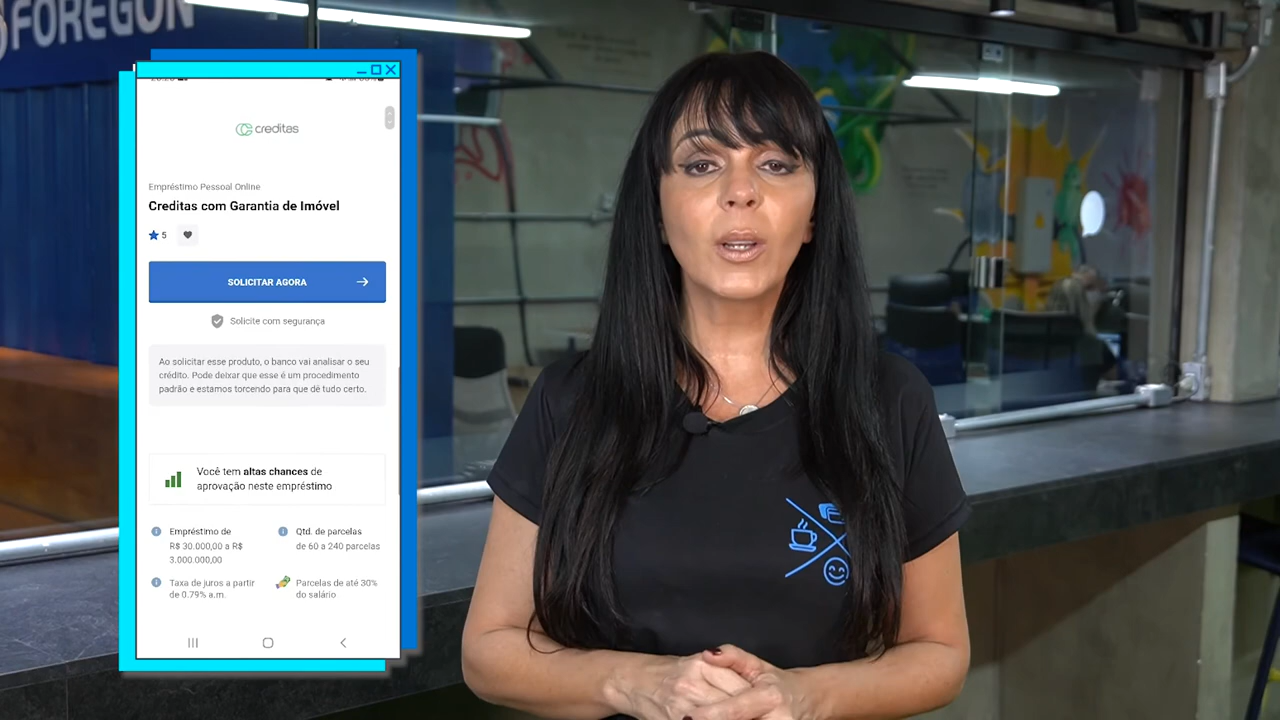 FOREGON
creditas
Empréstimo Pessoal Online
Creditas com Garantia de Imóvel
5
SOLICITAR AGORA
Solicite com segurança
Ao solicitar esse produto, o banco vai analisar o seu
crédito. Pode deixar que esse é um procedimento
padrão e estamos torcendo para que dê tudo certo.
Você tem altas chances de
aprovação neste empréstimo
Empréstimo de
R$ 30.000,00 a R$
3.000.000,00
Qtd. de parcelas
de 60 a 240 parcelas
Taxa de juros a partir
de 0.79% a.m.
Parcelas de até 30%
do salário